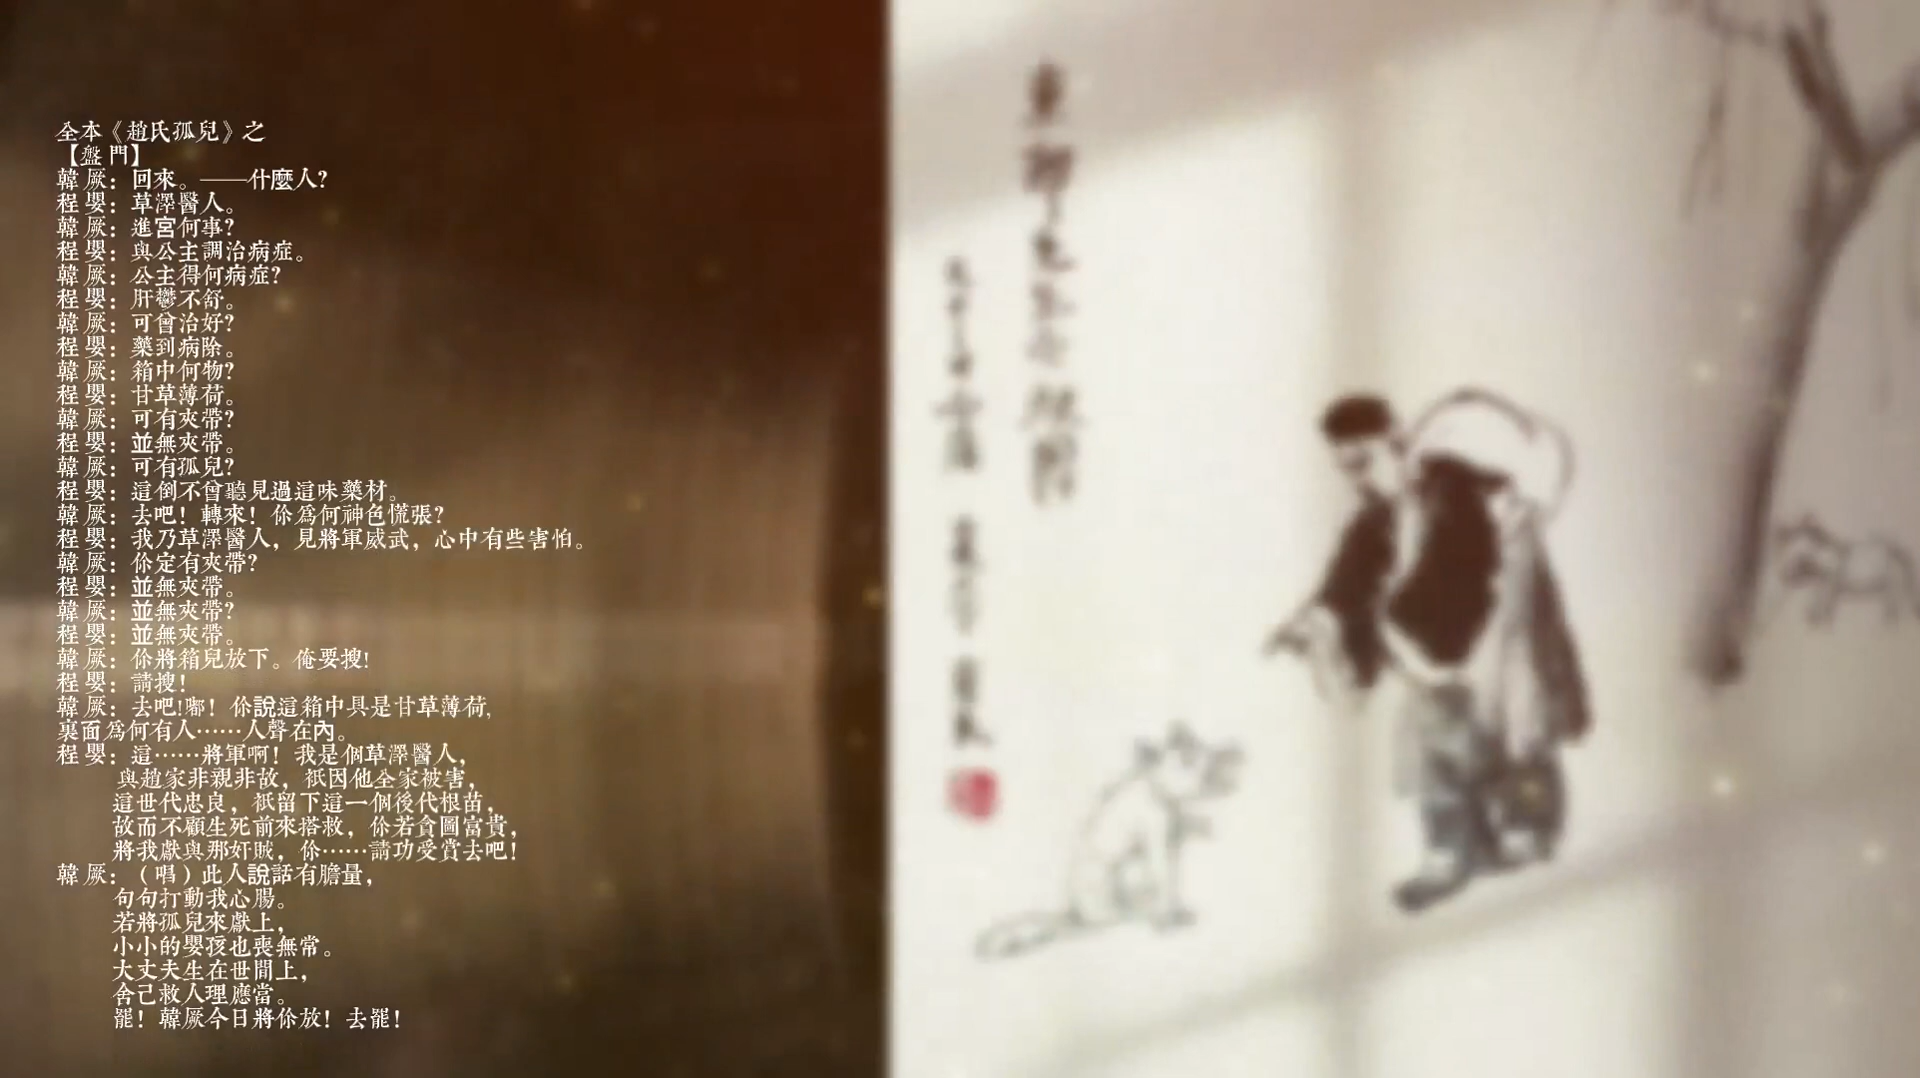 全本《趙氏孤兒》之
【盤門】
韓厥：回來。——什麼人？
程嬰：草澤醫人。
韓厥：進宮何事？
程嬰：與公主調治病症。
韓厥：公主得何病症？
程嬰：肝鬱不舒。
韓厥：可曾治好？
程嬰：藥到病除。
韓厥：箱中何物？
程嬰：甘草薄荷。
韓厥：可有夾帶？
程嬰：並無夾帶。
韓厥：可有孤兒？
程嬰：這倒不曾聽見過這味藥材。
韓厥：去吧！轉來！你爲何神色慌張？
程嬰：我乃草澤醫人，見將軍威武，心中有些害怕。
韓厥：你定有夾帶？
程嬰：並無夾帶。
韓厥：並無夾帶？
程嬰：並無夾帶。
韓厥：你將箱兒放下。俺要搜！
程嬰：請搜！
韓厥：去吧!嘟！你說這箱中具是甘草薄荷,
裏面爲何有人……人聲在內。
程嬰：這……將軍啊！我是個草澤醫人，
與趙家非親非故，祇因他全家被害，
這世代忠良，祇留下這一個後代根苗，
故而不顧生死前來搭救，你若貪圖富貴，
將我獻與那奸賊，你……請功受賞去吧！
韓厥：（唱）此人說話有膽量，
句句打動我心腸。
若將孤兒來獻上，
小小的嬰孩也喪無常。
大丈夫生在世間上，
舍己救人理應當。
罷！韓厥今日將你放！去罷！